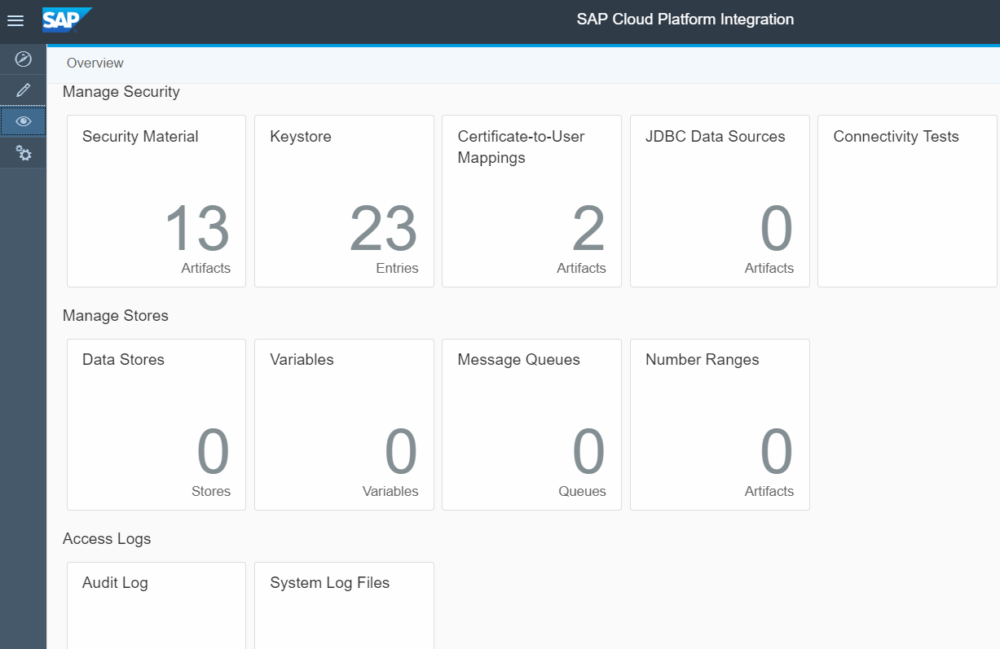 SAP
SAP Cloud Platform Integration
Overview
Manage Security
Security Material
13
Artifacts
Keystore
23
Entries
Certificate-to-User
Mappings
2
Artifacts
JDBC Data Sources
0
Artifacts
Connectivity Tests
Manage Stores
Data Stores
0
Stores
Variables
0
Variables
Message Queues
0
Queues
Number Ranges
0
Artifacts
Access Logs
Audit Log
System Log Files